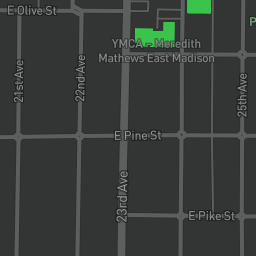 E Olive St
P
YMCA - Meredith
Mathews East Madison
21st Ave
22nd Ave
25th Ave
E Pine St
23rd Ave
E Pike St